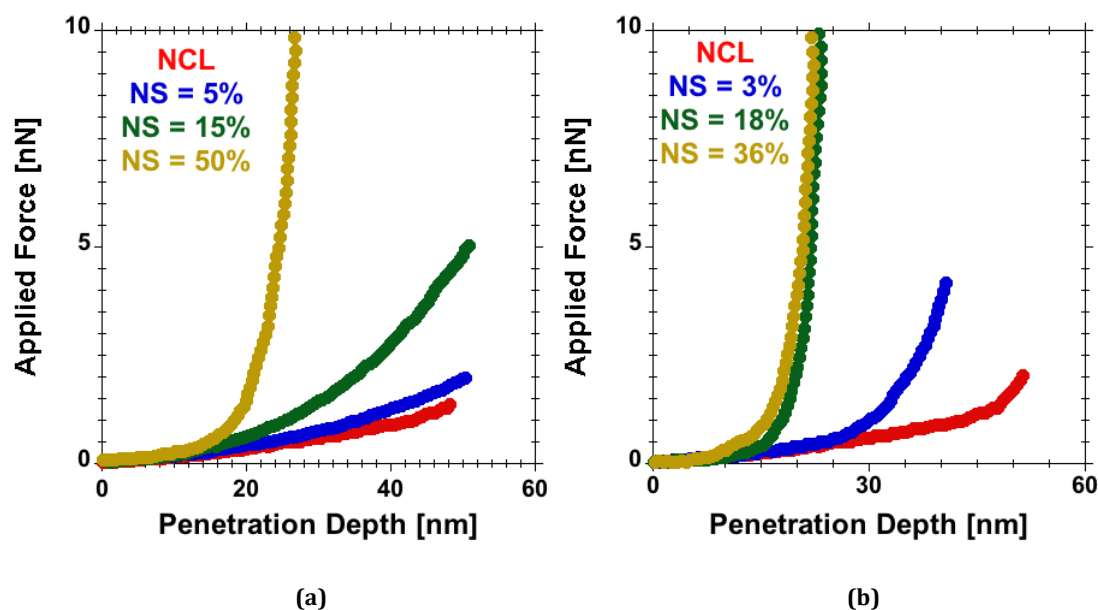 10
NCL
NS = 5%
NS = 15%
NS = 50%
5
0
0
20
40
60
Applied Force [nN]
Penetration Depth [nm]
(a)
10
NCL
NS = 3%
NS = 18%
NS = 36%
5
0
0
30
60
Applied Force [nN]
Penetration Depth [nm]
(b)